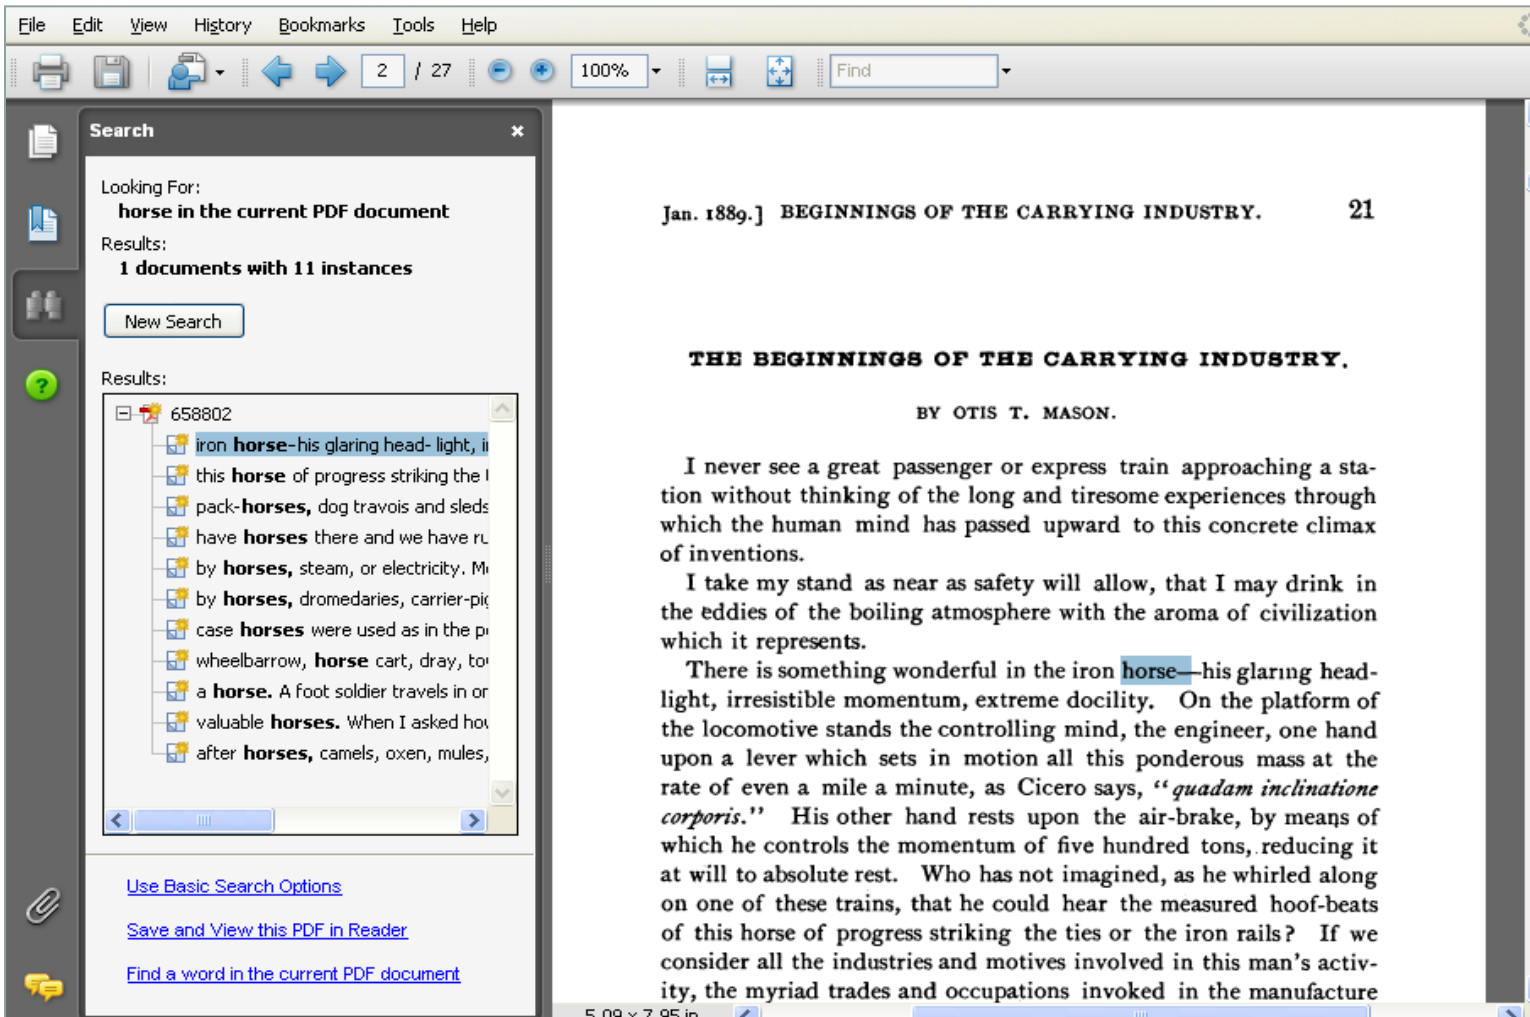 File Edit View History Bookmarks Tools Help
2 / 27 100% Find
Search
Looking For:
horse in the current PDF document
Results:
1 documents with 11 instances
New Search
Results:
658802
iron horse-his glaring head- light,
this horse of progress striking the
pack-horses, dog travois and sleds
have horses there and we have
by horses, steam, or electricity.
by horses, dromedaries,
case horses were used as in the
wheelbarrow, horse cart, dray,
a horse. A foot soldier travels in
valuable horses. When I asked
after horses, camels, oxen, mules,
Use Basic Search Options
Save and View this PDF in Reader
Find a word in the current PDF document
Jan. 1889.] BEGINNINGS OF THE CARRYING INDUSTRY. 21
THE BEGINNINGS OF THE CARRYING INDUSTRY.
BY OTIS T. MASON.
I never see a great passenger or express train approaching a sta-
tion without thinking of the long and tiresome experiences through
which the human mind has passed upward to this concrete climax
of inventions.
I take my stand as near as safety will allow, that I may drink in
the eddies of the boiling atmosphere with the aroma of civilization
which it represents.
There is something wonderful in the iron horse—his glaring head-
light, irresistible momentum, extreme docility. On the platform of
the locomotive stands the controlling mind, the engineer, one hand
upon a lever which sets in motion all this ponderous mass at the
rate of even a mile a minute, as Cicero says, "quadam inclinatione
corporis." His other hand rests upon the air-brake, by means of
which he controls the momentum of five hundred tons, reducing it
at will to absolute rest. Who has not imagined, as he whirled along
on one of these trains, that he could hear the measured hoof-beats
of this horse of progress striking the ties or the iron rails? If we
consider all the industries and motives involved in this man's activ-
ity, the myriad trades and occupations invoked in the manufacture
5.09 x 7.95 in